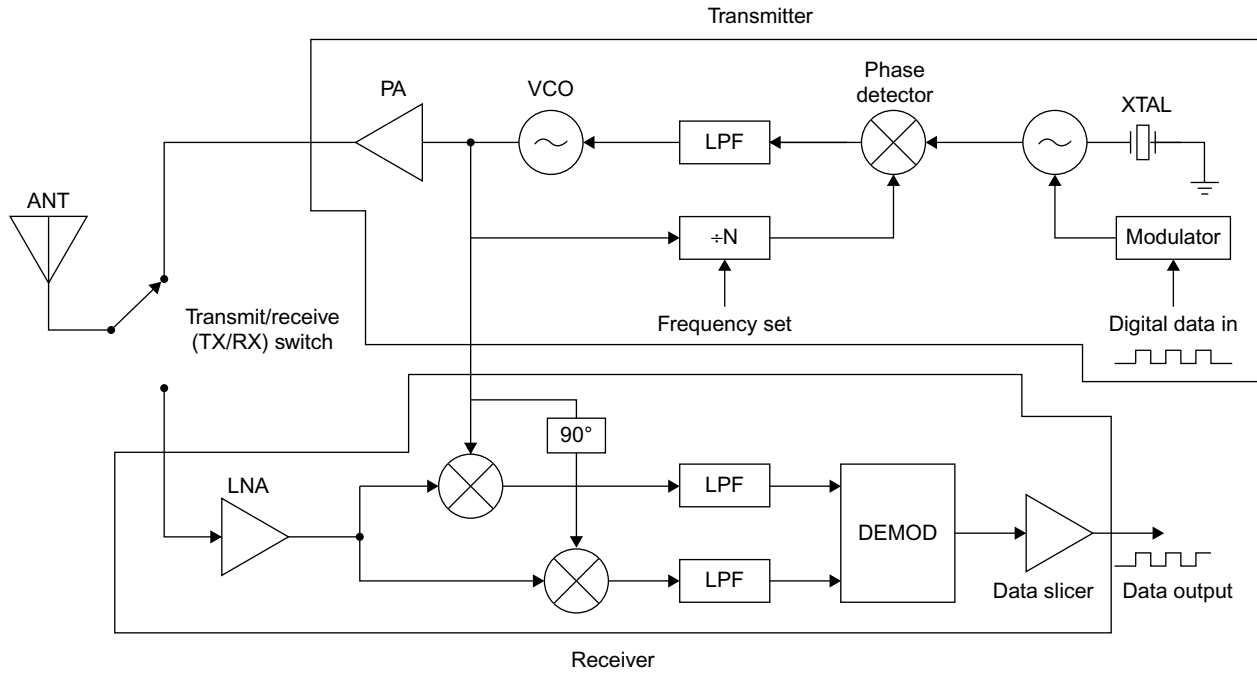 Transmitter
PA
VCO
Phase
detector
XTAL
LPF
ANT
÷N
Modulator
Transmit/receive
(TX/RX) switch
Frequency set
Digital data in
90°
LNA
LPF
DEMOD
LPF
Data slicer
Data output
Receiver